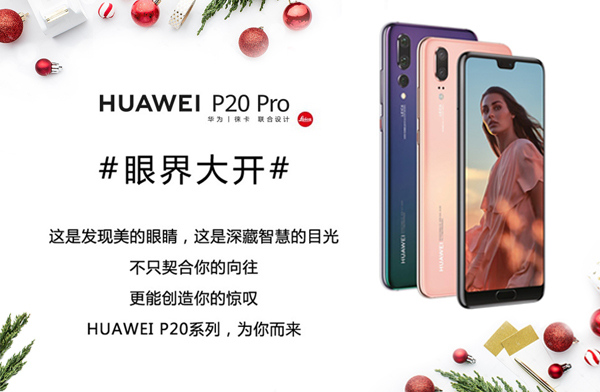 HUAWEI P20 Pro
华为 | 徕卡 联合设计
Leica
#眼界大开#
这是发现美的眼睛，这是深藏智慧的目光
不只契合你的向往
更能创造你的惊叹
HUAWEI P20系列，为你而来
HUAWEI
HUAWEI